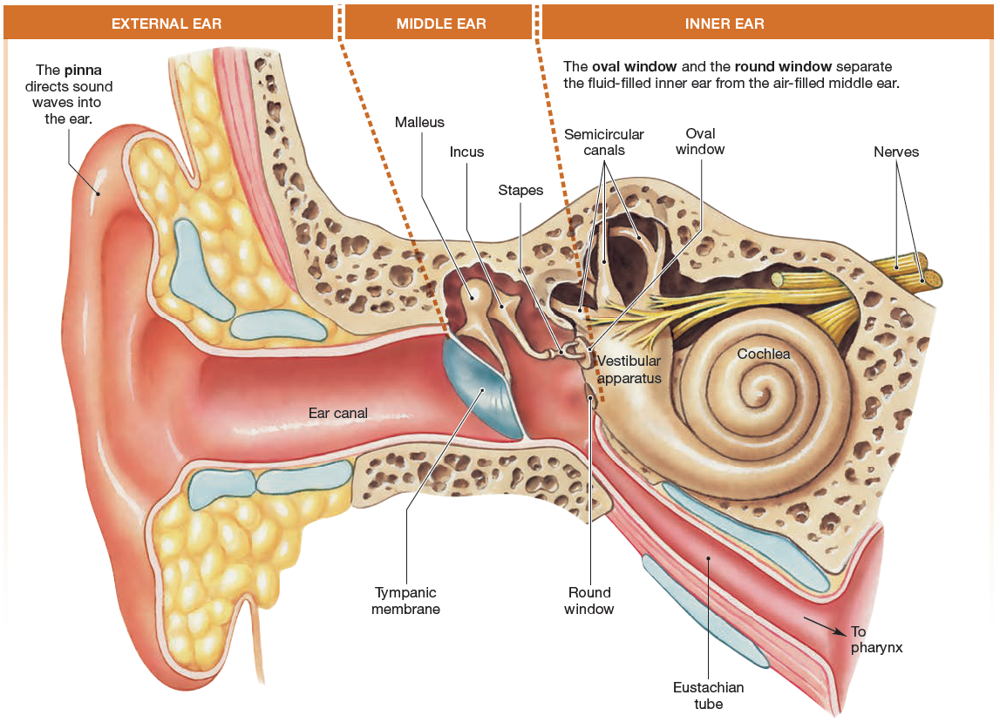 EXTERNAL EAR
MIDDLE EAR
INNER EAR
The pinna
directs sound
waves into
the ear.
The oval window and the round window separate
the fluid-filled inner ear from the air-filled middle ear.
Malleus
Incus
Stapes
Semicircular
canals
Oval
window
Nerves
Vestibular
apparatus
Cochlea
Ear canal
Tympanic
membrane
Round
window
Eustachian
tube
To
pharynx